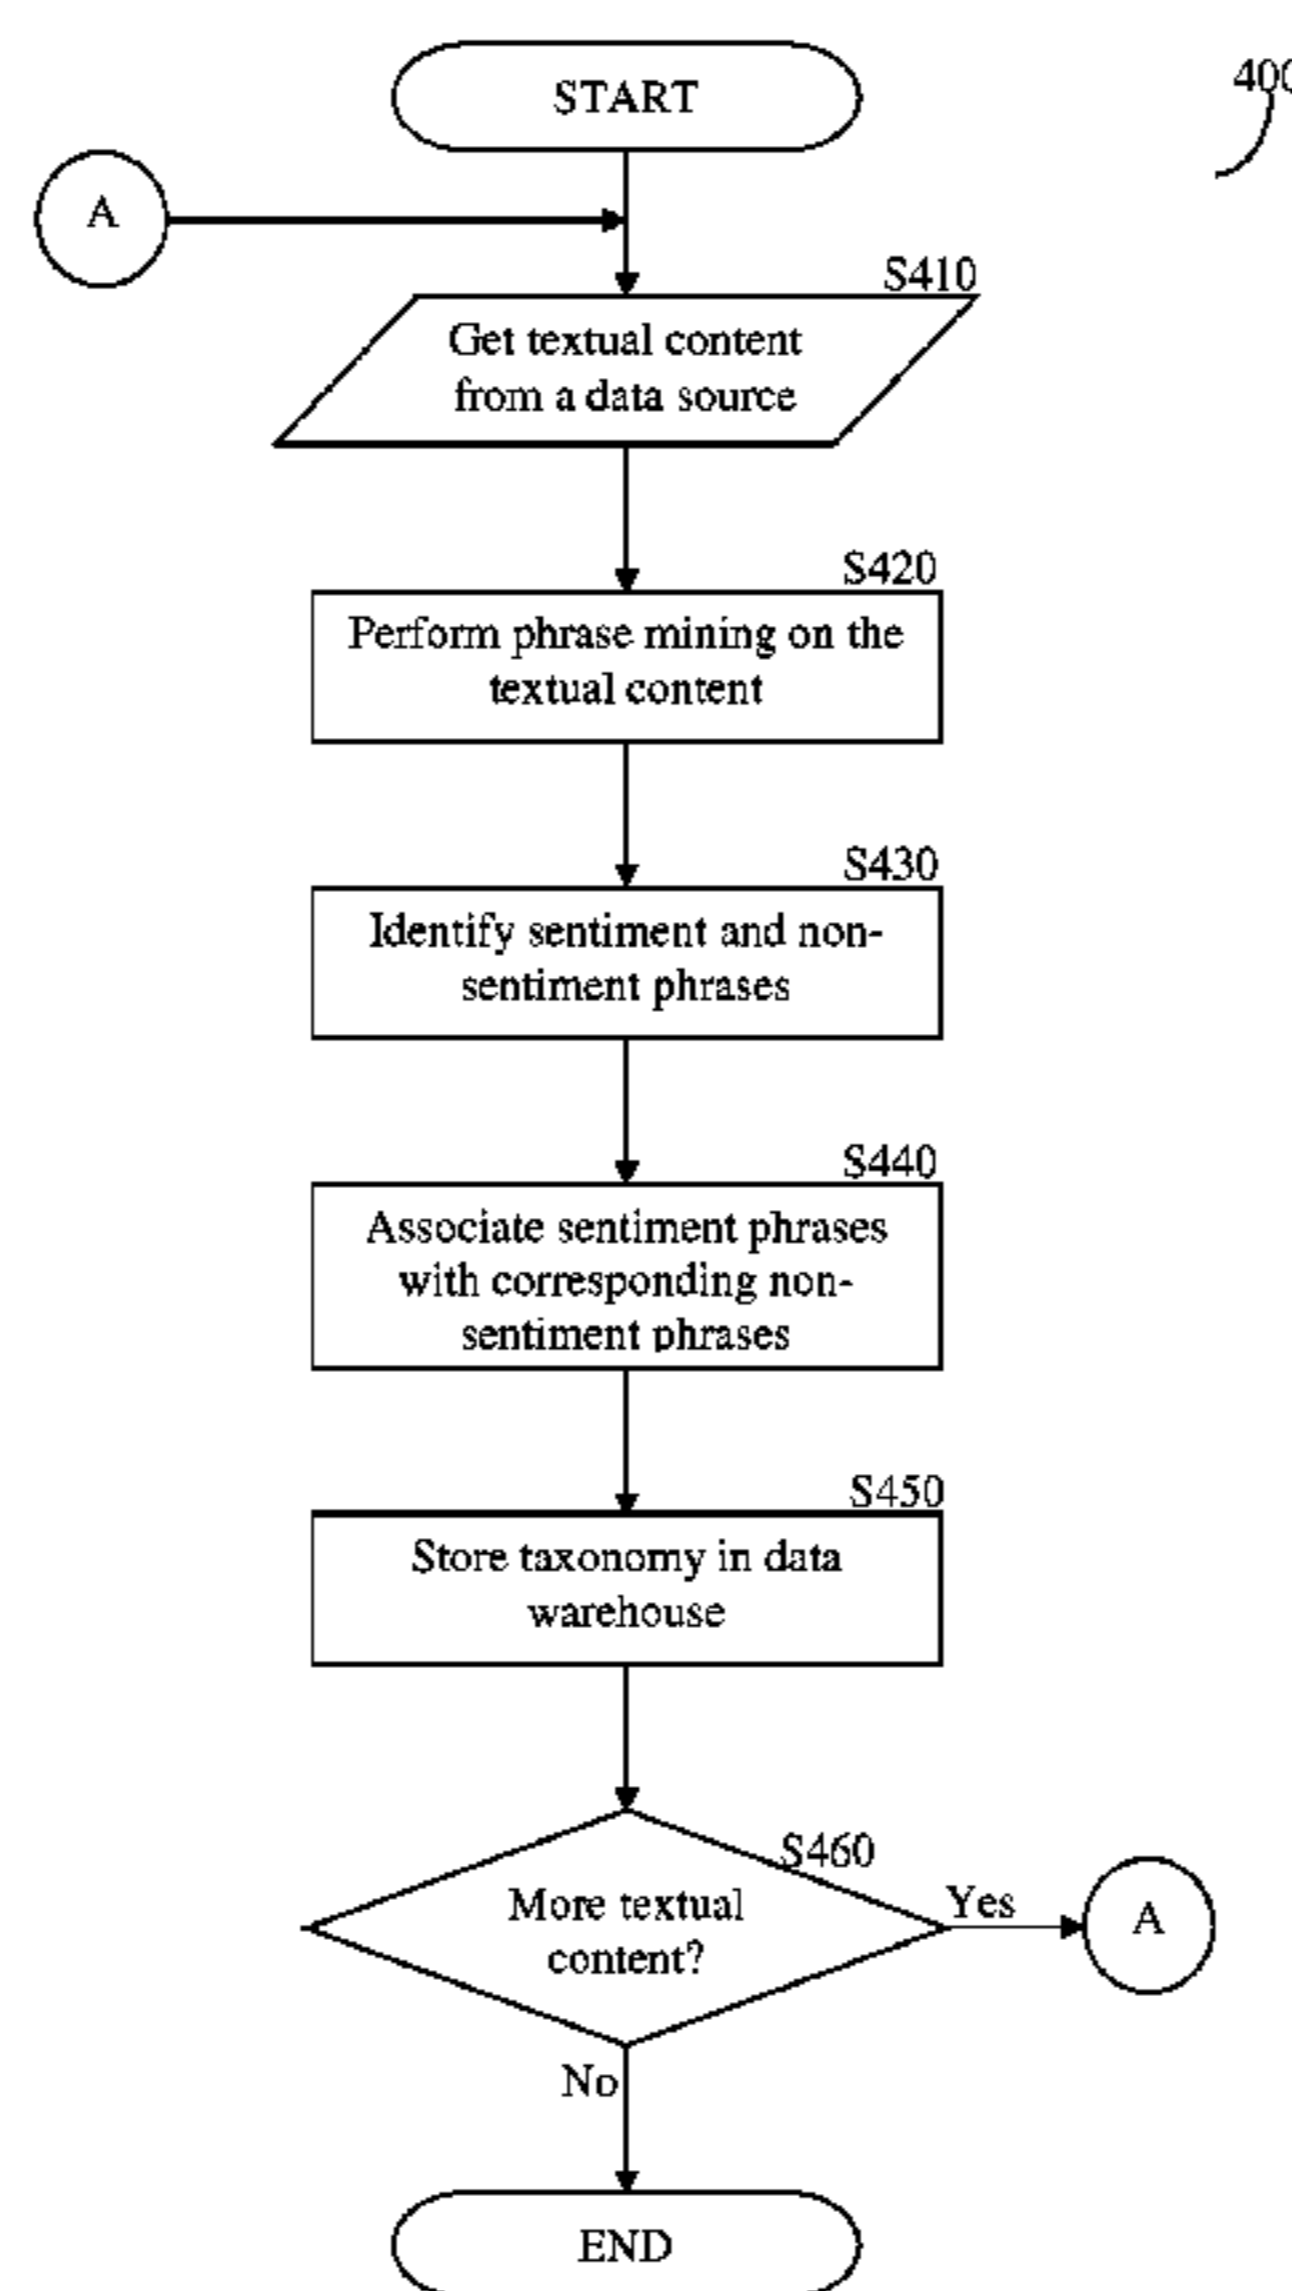 START
400
A
S410
Get textual content
from a data source
S420
Perform phrase mining on the
textual content
S430
Identify sentiment and non-
sentiment phrases
S440
Associate sentiment phrases
with corresponding non-
sentiment phrases
S450
Store taxonomy in data
warehouse
S460
More textual
content?
Yes
A
No
END